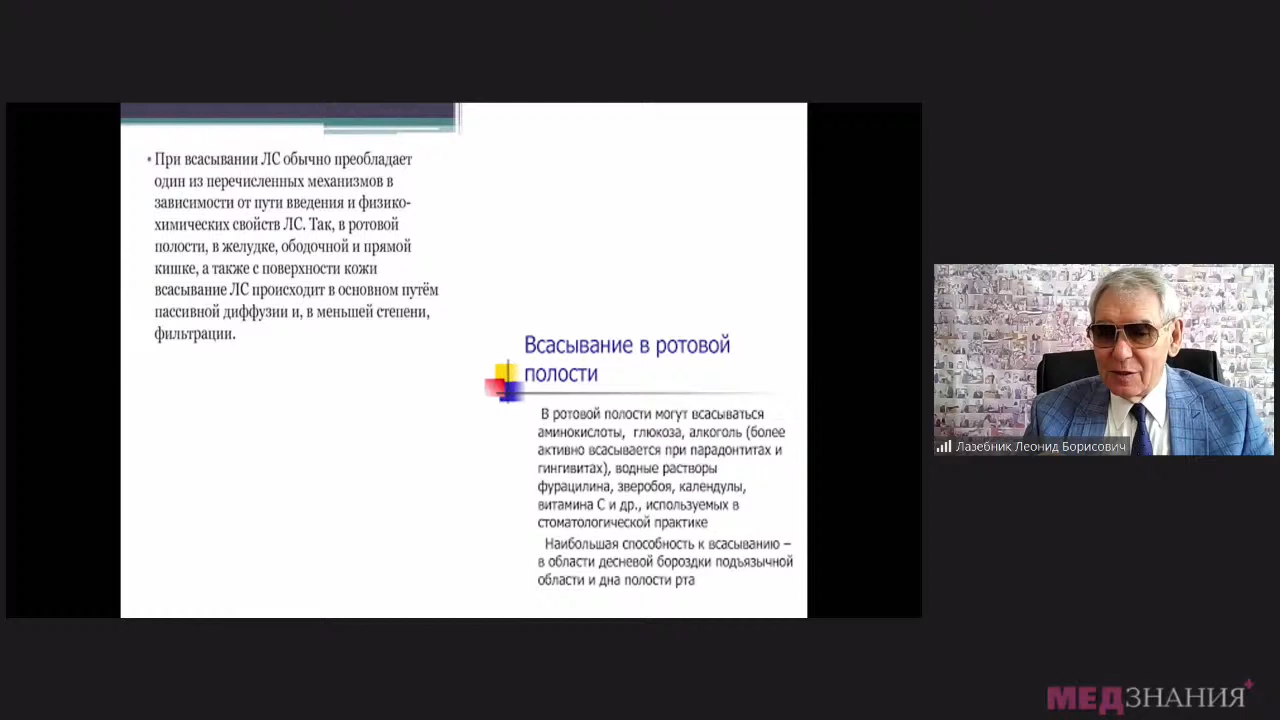 • При всасывании ЛС обычно преобладает
один из перечисленных механизмов в
зависимости от пути введения и физико-
химических свойств ЛС. Так, в ротовой
полости, в желудке, ободочной и прямой
кишке, а также с поверхности кожи
всасывание ЛС происходит в основном путём
пассивной диффузии и, в меньшей степени,
фильтрации.
Всасывание в ротовой
полости
В ротовой полости могут всасываться
аминокислоты, глюкоза, алкоголь (более
активно всасывается при парадонтитах и
гингивитах), водные растворы
фурацилина, зверобоя, календулы,
витамина С и др., используемых в
стоматологической практике
Наибольшая способность к всасыванию –
в области десневой бороздки подъязычной
области и дна полости рта
Лазебник Леонид Борисович
МЕДЗНАНИЯ+